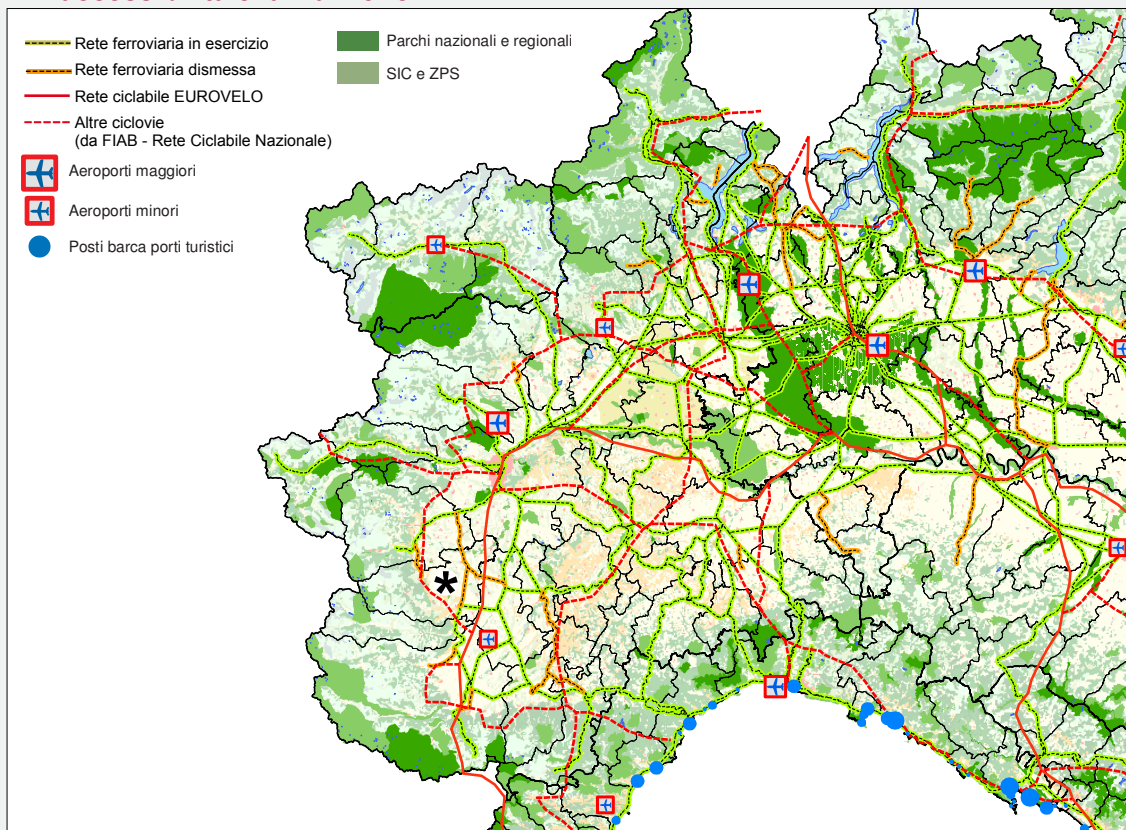 Rete ferroviaria in esercizio
Rete ferroviaria dismessa
Rete ciclabile EUROVELO
Altre ciclovie
(da FIAB - Rete Ciclabile Nazionale)
Aeroporti maggiori
Aeroporti minori
Posti barca porti turistici
Parchi nazionali e regionali
SIC e ZPS
*